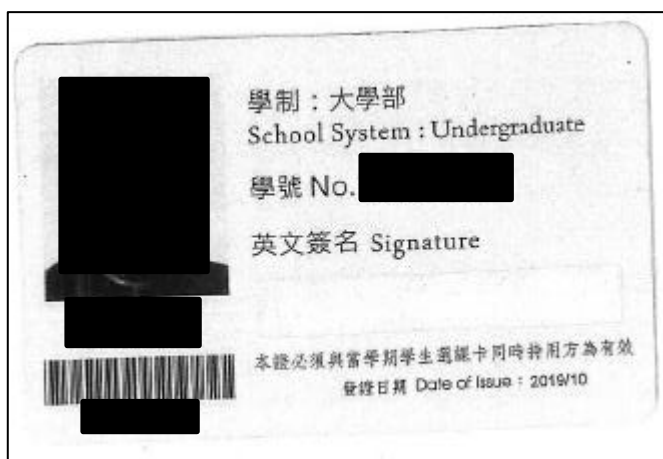 學制：大學部
School System : Undergraduate
學號 No.
英文簽名 Signature
本證必須與當學期學生選課卡同時持用方為有效
發證日期 Date of Issue : 2019/10